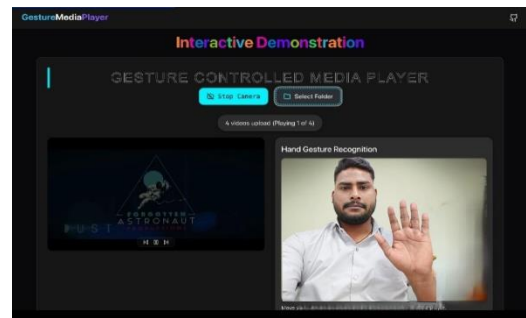 GestureMediaPlayer
Interactive Demonstration
GESTURE CONTROLLED MEDIA PLAYER
Stop Camera
Select Folder
4 videos upload (Playing 1 of 4)
Hand Gesture Recognition
FORGOTTEN
ASTRONAUT